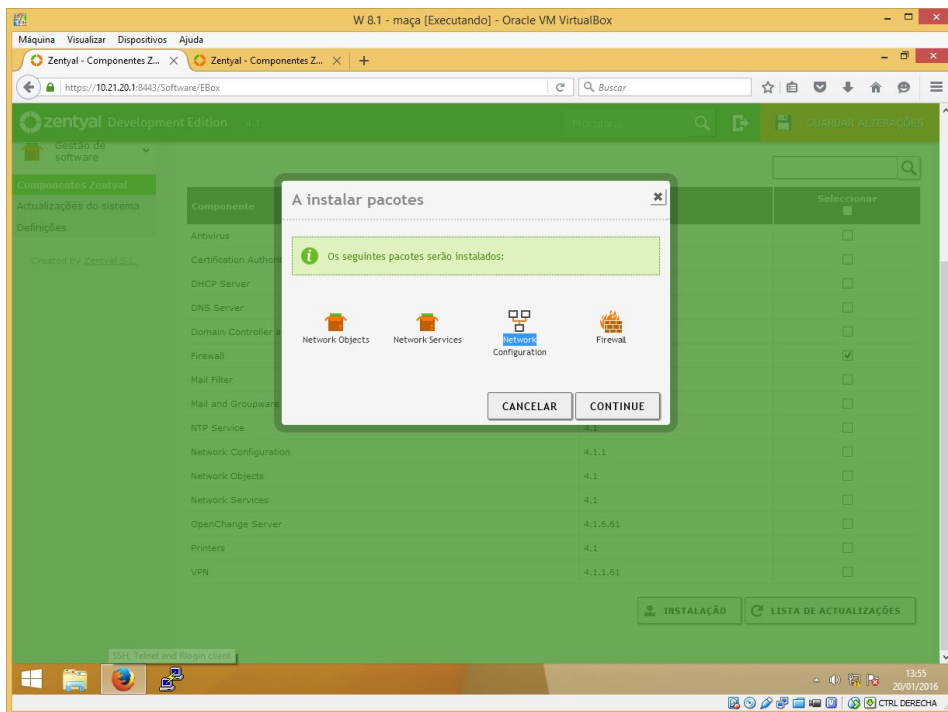 W 8.1 - maça [Executando] - Oracle VM VirtualBox
Máquina Visualizar Dispositivos Ajuda
Zentyal - Componentes Z...
Zentyal - Componentes Z...
https://10.21.20.1:8443/Software/EBox
Buscar
zentyal Development Edition 4.1
Procurar...
GUARDAR ALTERAÇÕES
Gestão de
software
Componentes Zentyal
Actualizações do sistema
Definições
Created by Zentyal S.L.
Componente
Seleccionar
A instalar pacotes
Os seguintes pacotes serão instalados:
Network Objects
Network Services
Network
Configuration
Firewall
CANCELAR
CONTINUE
Antivirus
Certification Authori
DHCP Server
DNS Server
Domain Controller a
Firewall
Mail Filter
Mail and Groupware
NTP Service 4.1
Network Configuration 4.1.1
Network Objects 4.1
Network Services 4.1
OpenChange Server 4.1.6.61
Printers 4.1
VPN 4.1.1.61
INSTALAÇÃO
LISTA DE ACTUALIZAÇÕES
SSH, Telnet and Rlogin client
13:55
20/01/2016
CTRL DERECHA